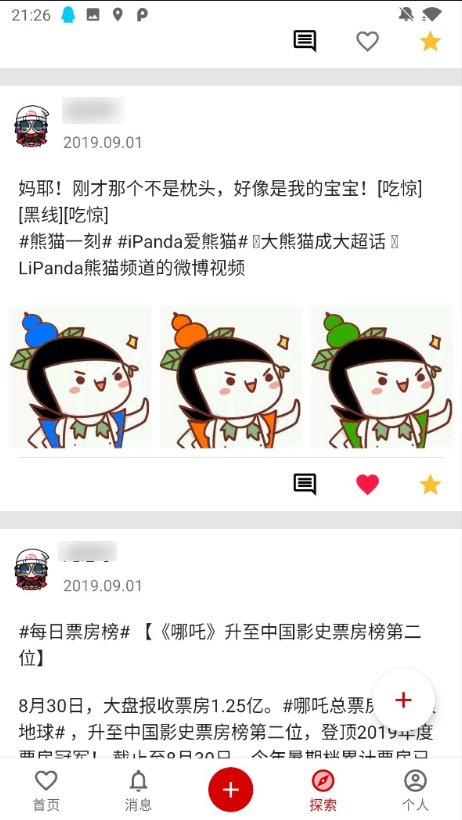 21:26
2019.09.01
妈耶！刚才那个不是枕头，好像是我的宝宝！[吃惊]
[黑线][吃惊]
#熊猫一刻# #iPanda爱熊猫# 大熊猫成大超话
LiPanda熊猫频道的微博视频
2019.09.01
#每日票房榜# 【《哪吒》升至中国影史票房榜第二
位】
8月30日，大盘报收票房1.25亿。#哪吒总票房
地球# ，升至中国影史票房榜第二位，登顶2019年度
票房冠军！ 截止至8月30日，今年暑期档累计票房已
首页
消息
探索
个人